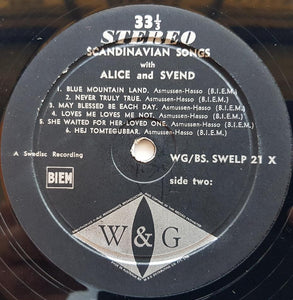 33⅓
STEREO
SCANDINAVIAN SONGS
with
ALICE and SVEND
1. BLUE MOUNTAIN LAND. Asmussen-Hasso (B.I.E.M.)
2. NEVER TRULY TRUE. Asmussen-Hasso (B.I.E.M.)
3. MAY BLESSED BE EACH DAY. Asmussen-Hasso (B.I.E.M.)
4. LOVES ME LOVES ME NOT. Asmussen-Hasso (B.I.E.M.)
5. SHE WAITED FOR HER LOVED ONE. Asmussen-Hasso (B.I.E.M.)
6. HEJ TOMTEGUBBAR. Asmussen-Hasso (B.I.E.M.)
A Swedisc Recording
WG/BS. SWELP 21 X
BIEM
side two:
W & G